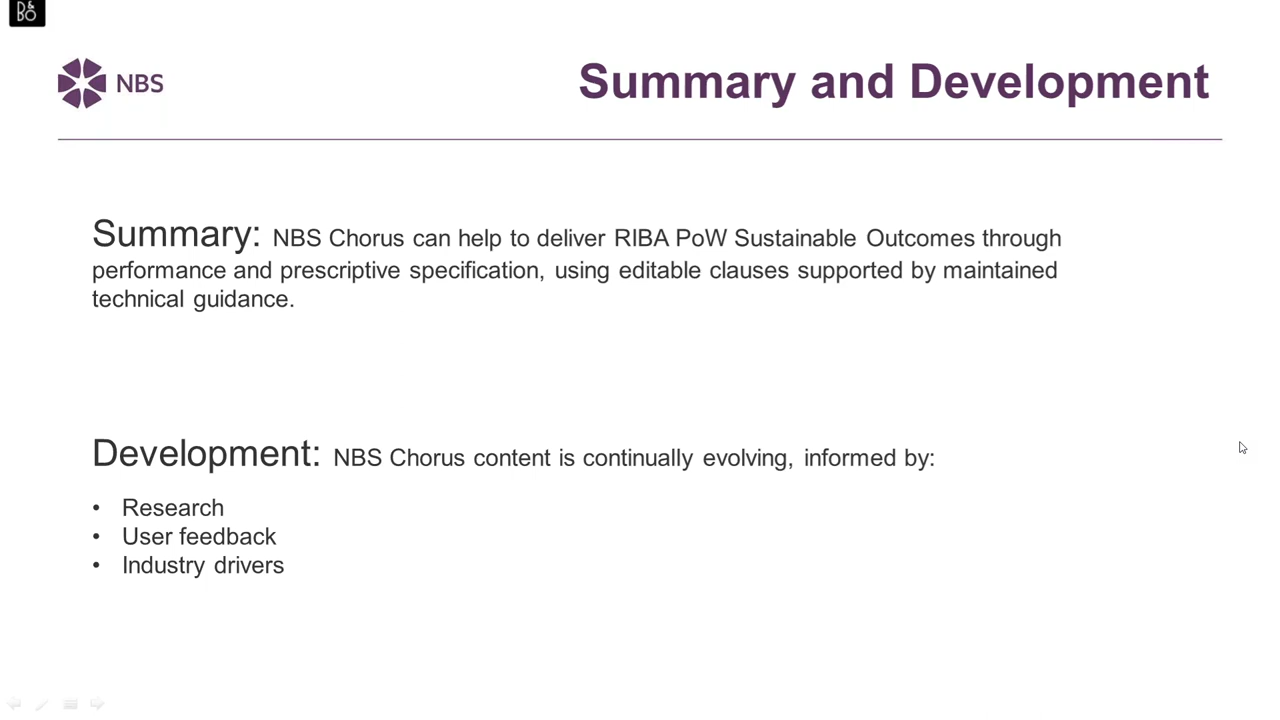 B&O
NBS
Summary and Development
Summary: NBS Chorus can help to deliver RIBA PoW Sustainable Outcomes through
performance and prescriptive specification, using editable clauses supported by maintained
technical guidance.
Development: NBS Chorus content is continually evolving, informed by:
• Research
• User feedback
• Industry drivers